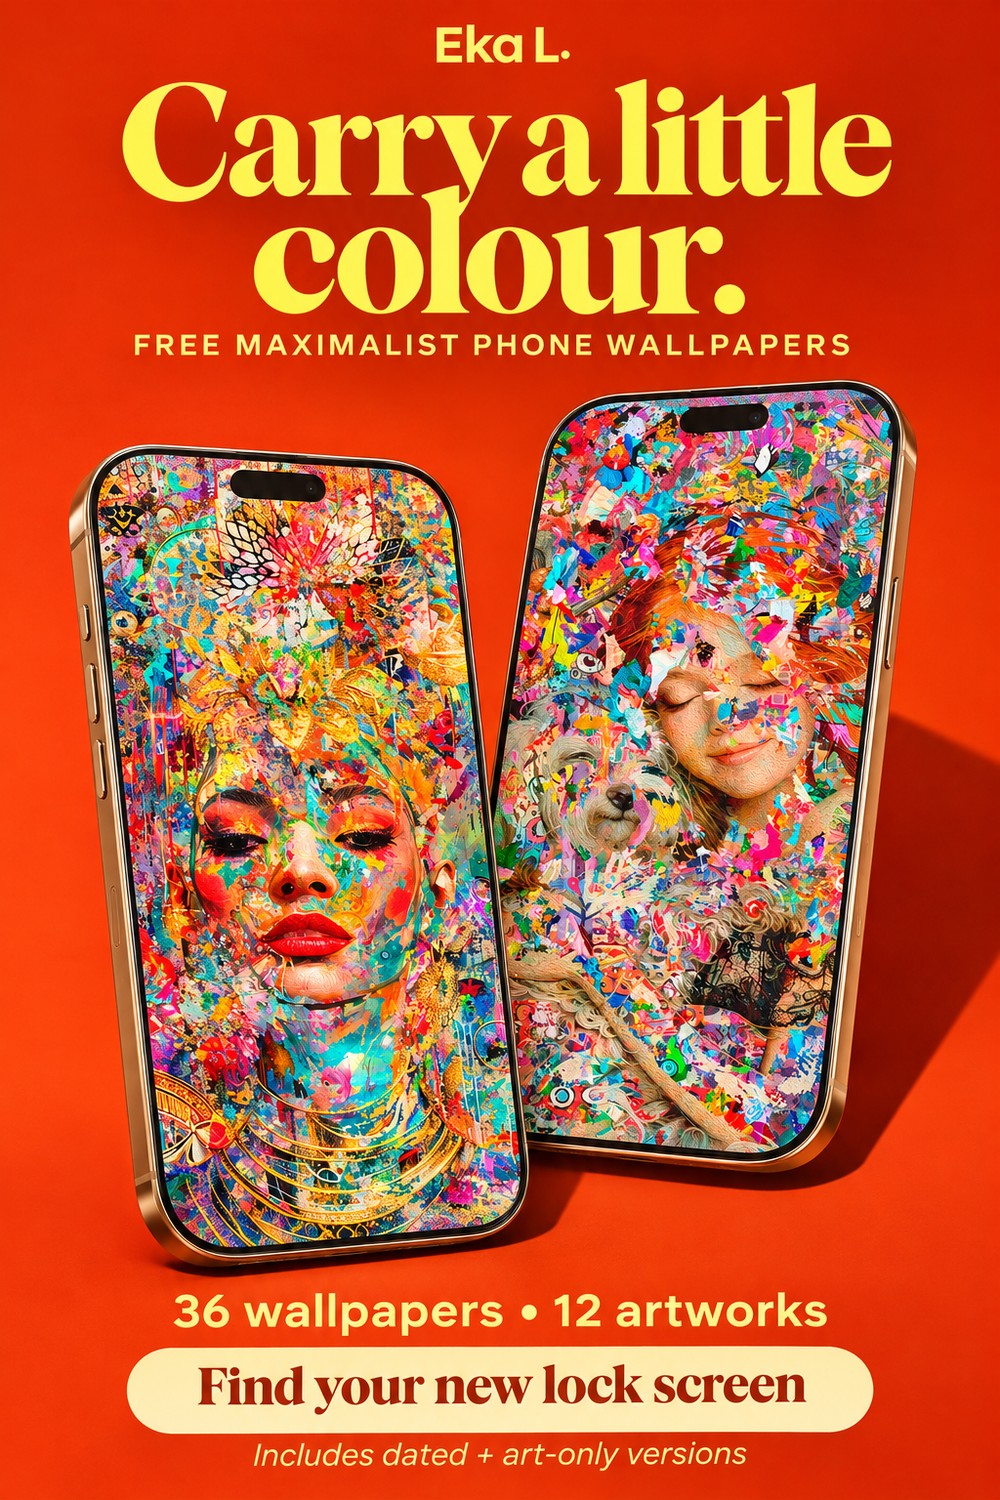 Eka L.
Carry a little
colour.
FREE MAXIMALIST PHONE WALLPAPERS
36 wallpapers • 12 artworks
Find your new lock screen
Includes dated + art-only versions